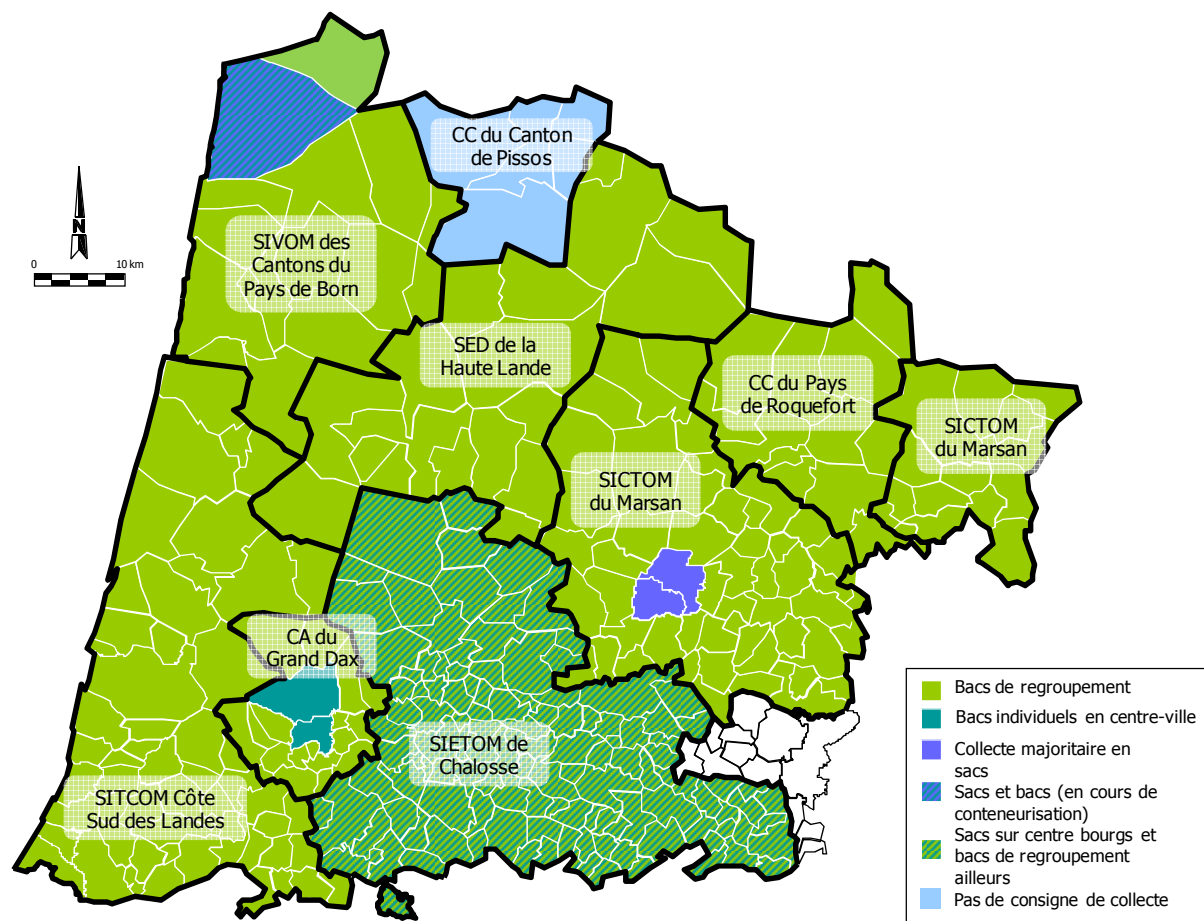 CC du Canton
de Pissos
N
0 10 km
SIVOM des
Cantons du
Pays de Born
SED de la
Haute Lande
CC du Pays
de Roquefort
SICTOM
du Marsan
SICTOM
du Marsan
CA du
Grand Dax
SIETOM de
Chalosse
SITCOM Côte
Sud des Landes
Bacs de regroupement
Bacs individuels en centre-ville
Collecte majoritaire en
sacs
Sacs et bacs (en cours de
conteneurisation)
Sacs sur centre bourgs et
bacs de regroupement
ailleurs
Pas de consigne de collecte